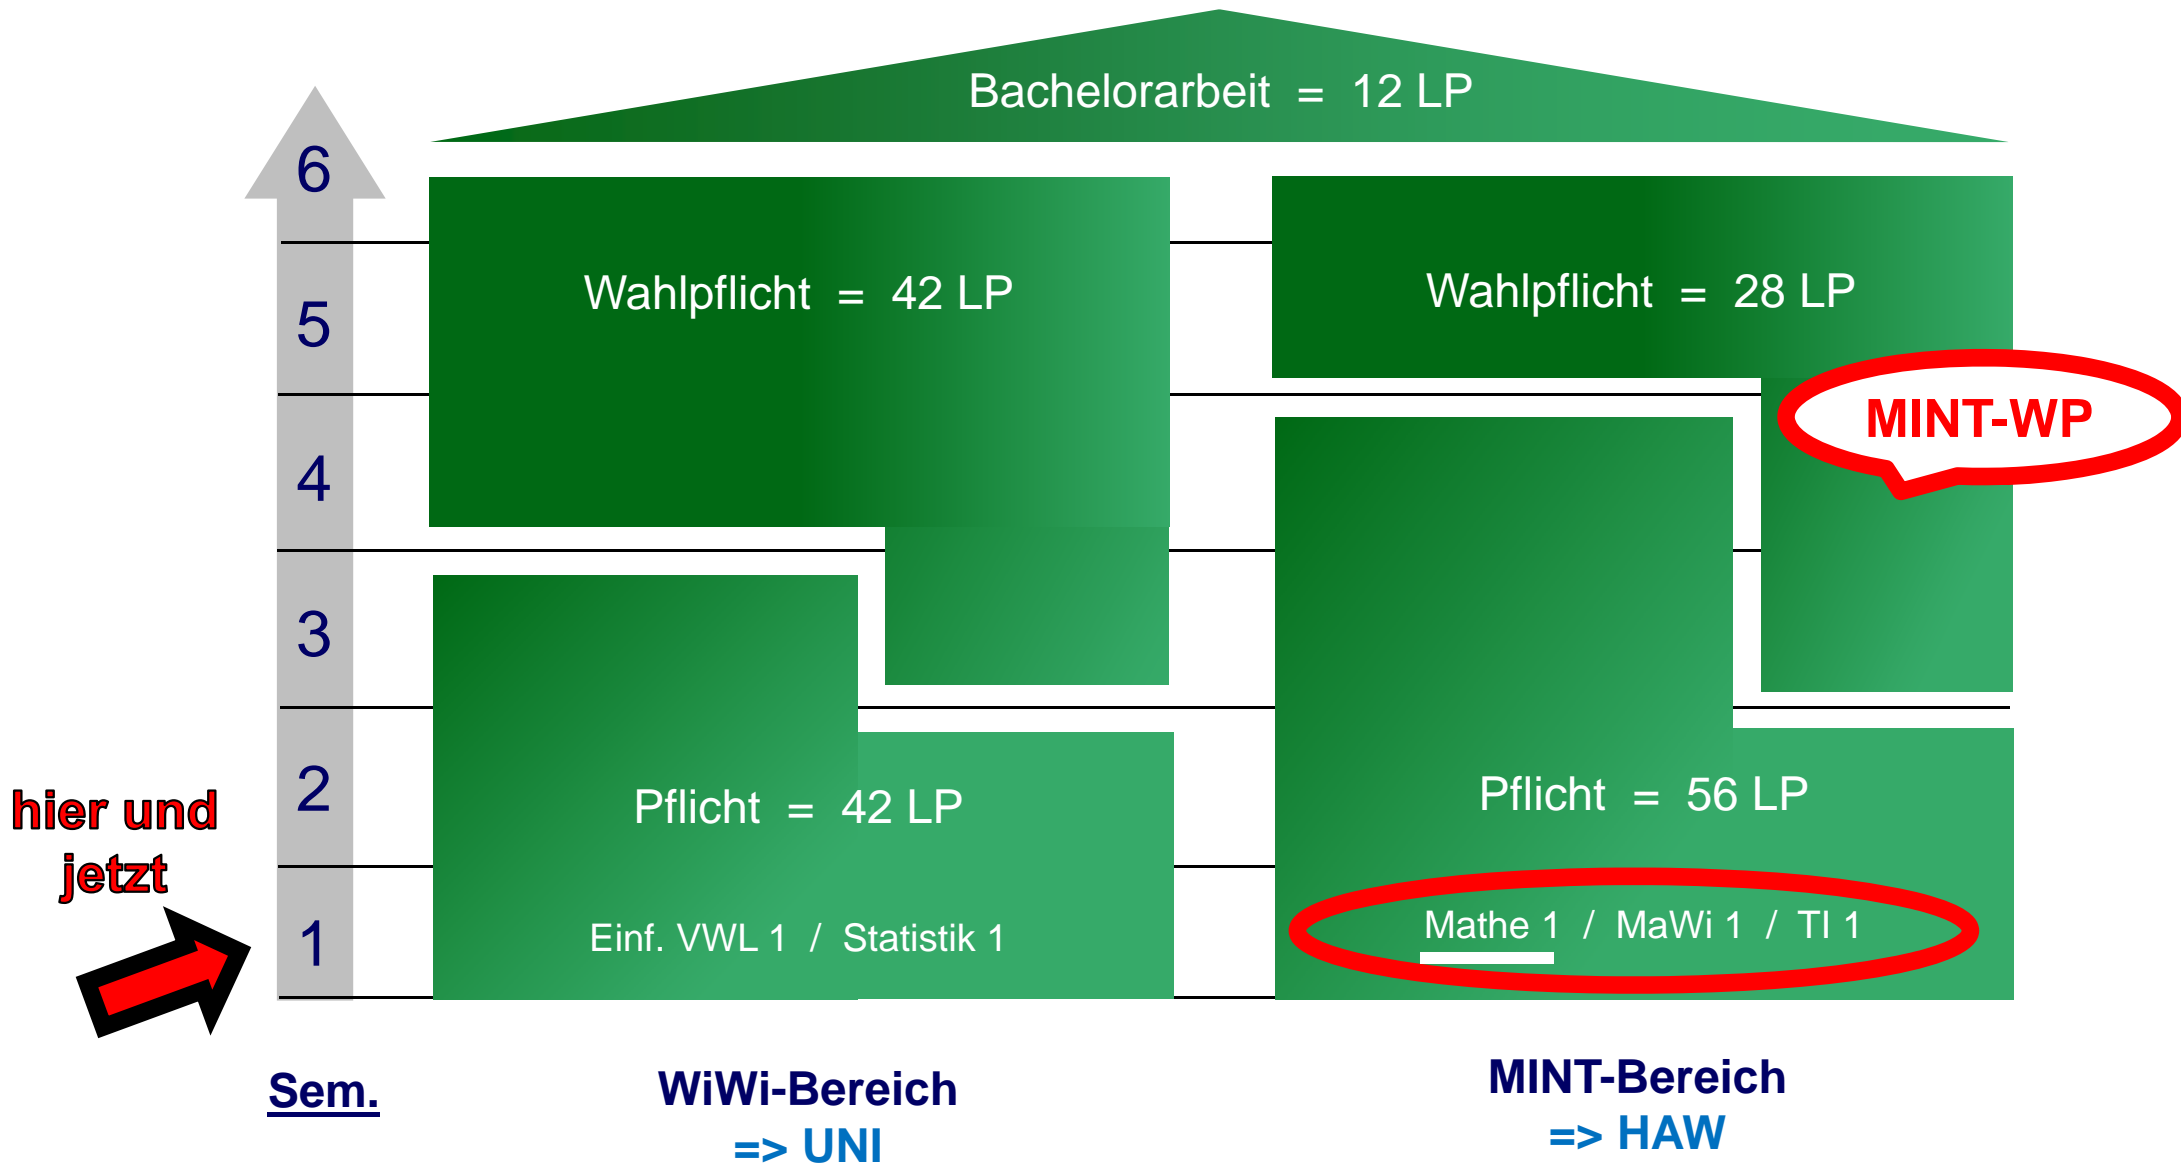 Bachelorarbeit = 12 LP
6
Wahlpflicht = 42 LP
Wahlpflicht = 28 LP
5
MINT-WP
4
3
2
Pflicht = 42 LP
Pflicht = 56 LP
hier und
jetzt
1
Einf. VWL 1 / Statistik 1
Mathe 1 / MaWi 1 / TI 1
Sem.
WiWi-Bereich
=> UNI
MINT-Bereich
=> HAW